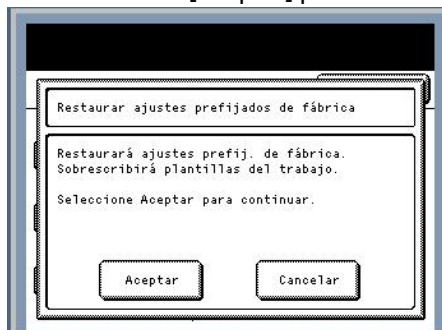 Restaurar ajustes prefijados de fábrica
Restaurará ajustes prefij. de fábrica.
Sobrescribirá plantillas del trabajo.
Seleccione Aceptar para continuar.
Aceptar
Cancelar